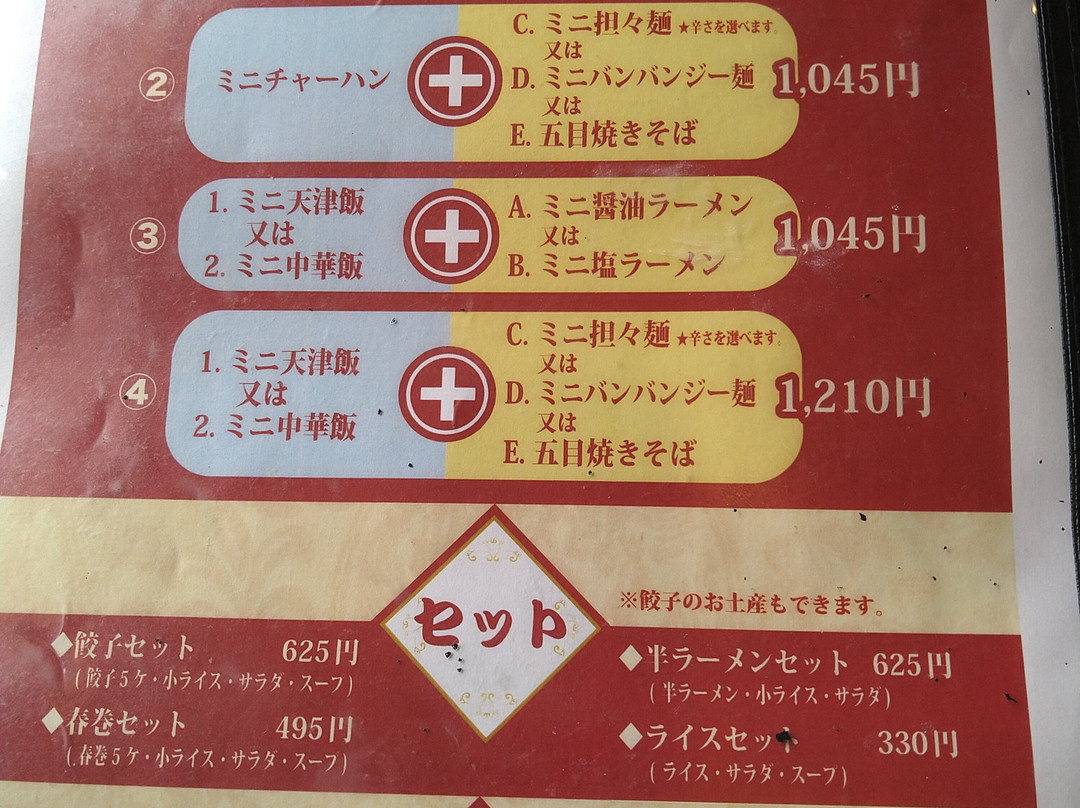 ② ミニチャーハン
C. ミニ担々麺 ★辛さを選べます。
又は
D. ミニバンバンジー麺
又は
E. 五目焼きそば
1,045円
③
1. ミニ天津飯
又は
2. ミニ中華飯
A. ミニ醤油ラーメン
又は
B. ミニ塩ラーメン
1,045円
④
1. ミニ天津飯
又は
2. ミニ中華飯
C. ミニ担々麺 ★辛さを選べます。
又は
D. ミニバンバンジー麺
又は
E. 五目焼きそば
1,210円
セット
※餃子のお土産もできます。
◆餃子セット 625円
(餃子5ケ・小ライス・サラダ・スープ)
◆春巻セット 495円
(春巻5ケ・小ライス・サラダ・スープ)
◆半ラーメンセット 625円
(半ラーメン・小ライス・サラダ)
◆ライスセット 330円
(ライス・サラダ・スープ)